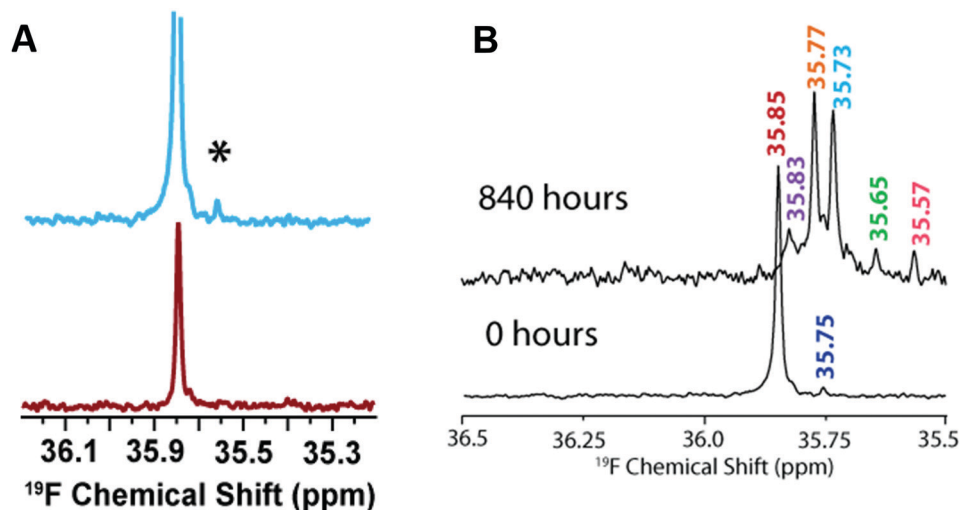 A
*
36.1 35.9 35.5 35.3
19F Chemical Shift (ppm)
B
840 hours
0 hours
35.85
35.83
35.77
35.73
35.65
35.57
35.75
36.5 36.25 36.0 35.75 35.5
19F Chemical Shift (ppm)